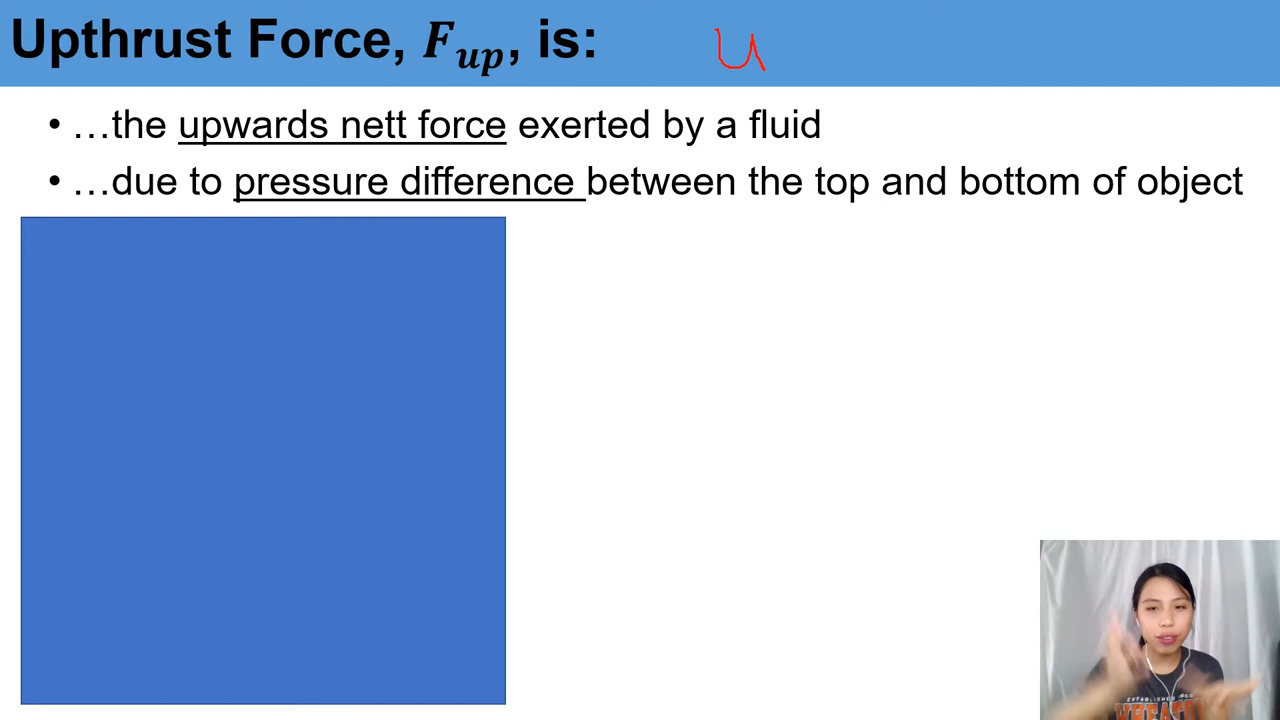 Upthrust Force, F_up, is: u
• …the upwards nett force exerted by a fluid
• …due to pressure difference between the top and bottom of object